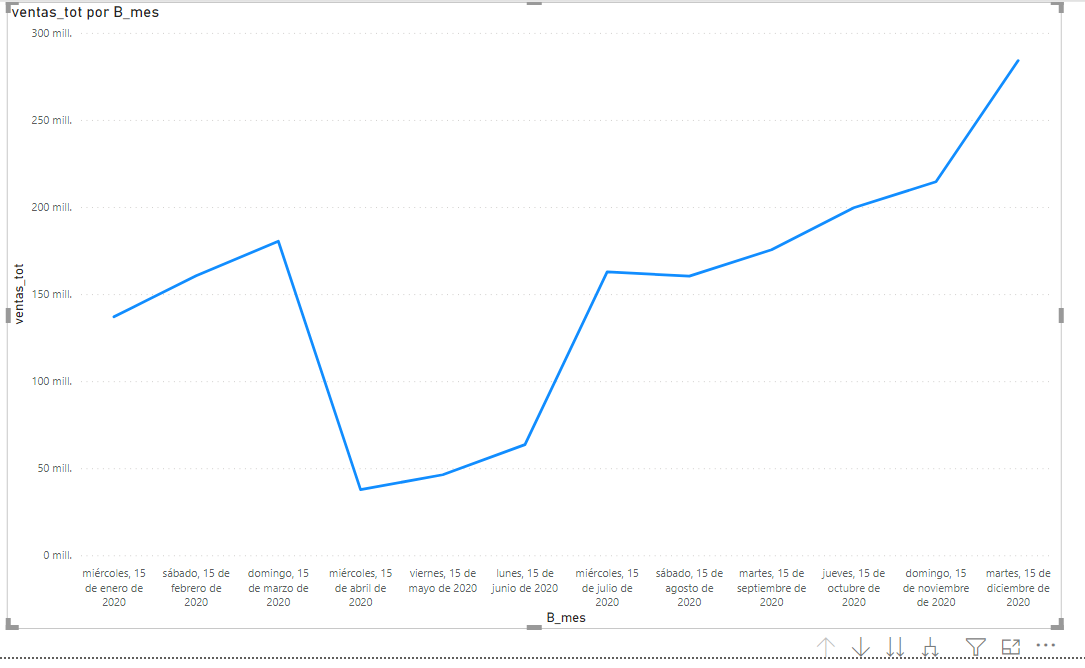 ventas_tot por B_mes
300 mill.
250 mill.
200 mill.
150 mill.
100 mill.
50 mill.
0 mill.
ventas_tot
miércoles, 15
de enero de
2020
sábado, 15 de
febrero de
2020
domingo, 15
de marzo de
2020
miércoles, 15
de abril de
2020
viernes, 15 de
mayo de 2020
lunes, 15 de
junio de 2020
miércoles, 15
de julio de
2020
sábado, 15 de
agosto de
2020
martes, 15 de
septiembre de
2020
jueves, 15 de
octubre de
2020
domingo, 15
de noviembre
de 2020
martes, 15 de
diciembre de
2020
B_mes